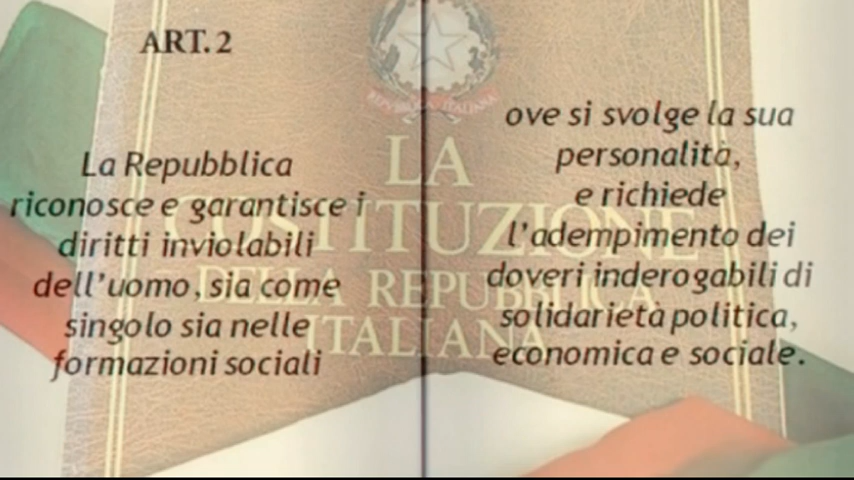 ART. 2
La Repubblica
riconosce e garantisce i
diritti inviolabili
dell'uomo, sia come
singolo sia nelle
formazioni sociali
ove si svolge la sua
personalità,
e richiede
l'adempimento dei
doveri inderogabili di
solidarietà politica,
economica e sociale.
LA
COSTITUZIONE
DELLA REPUBBLICA
ITALIANA
REPUBBLICA ITALIANA